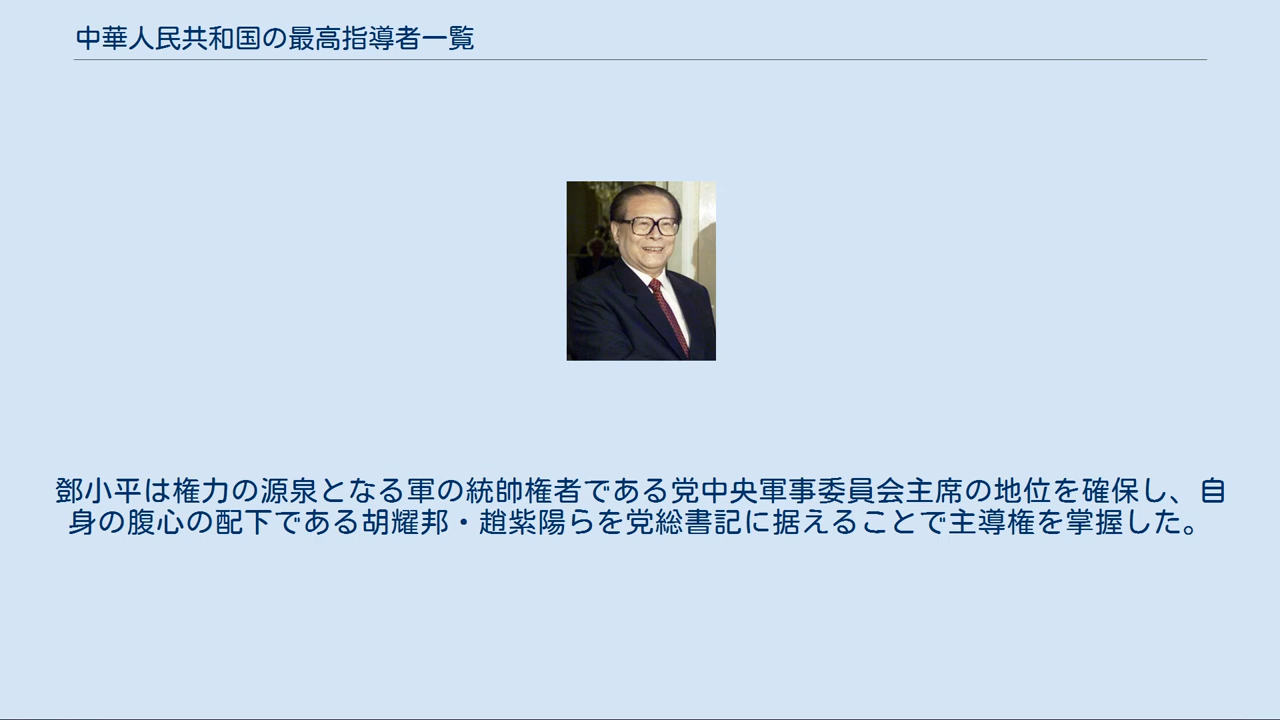 中華人民共和国の最高指導者一覧
鄧小平は権力の源泉となる軍の統帥権者である党中央軍事委員会主席の地位を確保し、自
身の腹心の配下である胡耀邦・趙紫陽らを党総書記に据えることで主導権を掌握した。